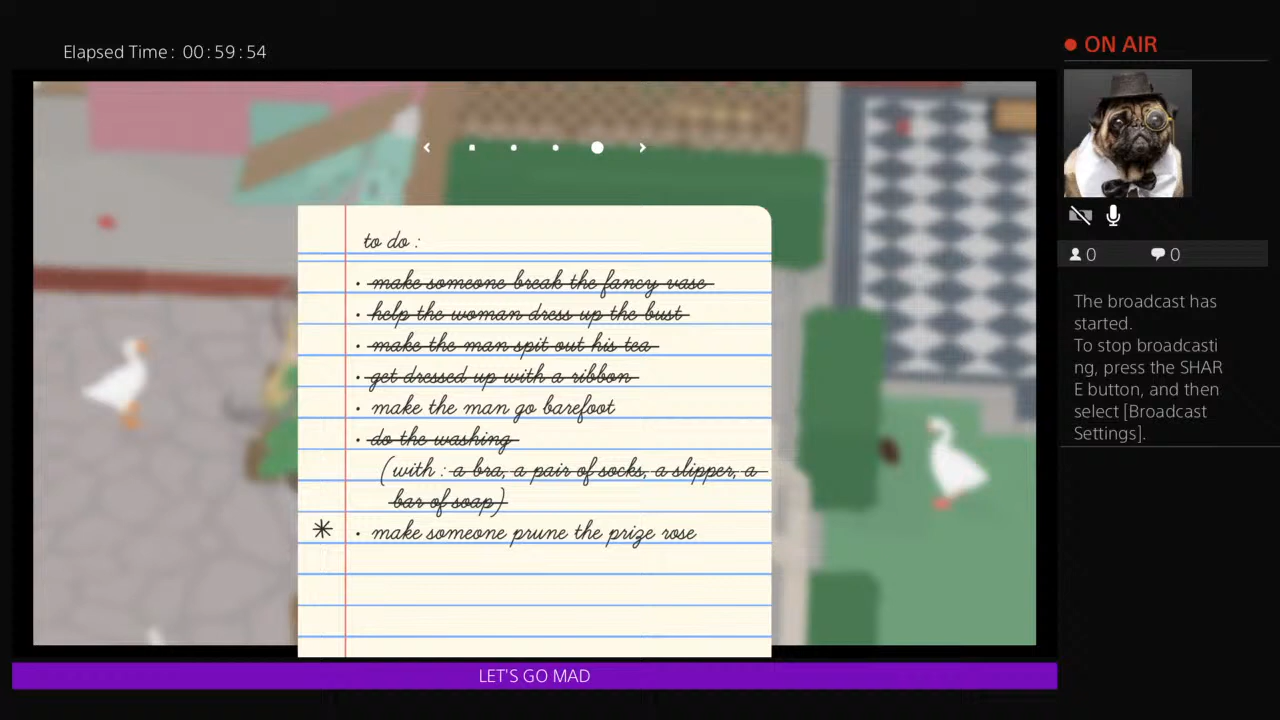 Elapsed Time: 00:59:54
ON AIR
to do :
• make someone break the fancy vase
• help the woman dress up the bust
• make the man spit out his tea
• get dressed up with a ribbon
• make the man go barefoot
• do the washing
(with : a bra, a pair of socks, a slipper, a
bar of soap)
• make someone prune the prize rose
0
0
The broadcast has
started.
To stop broadcasti
ng, press the SHAR
E button, and then
select [Broadcast
Settings].
LET'S GO MAD